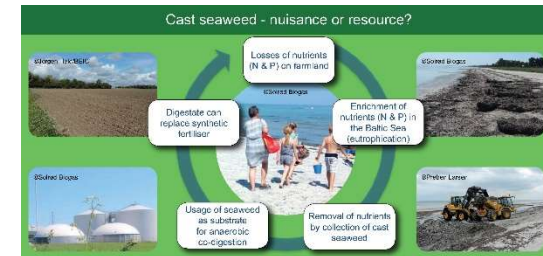 Cast seaweed - nuisance or resource?
Losses of nutrients
(N & P) on farmland
©Solrød Biogas
©Solrød Biogas
Digestate can
replace synthetic
fertiliser
Enrichment of
nutrients (N & P) in
the Baltic Sea
(eutrophication)
©Solrød Biogas
Usage of seaweed
as substrate
for anaerobic
co-digestion
Removal of nutrients
by collection of cast
seaweed